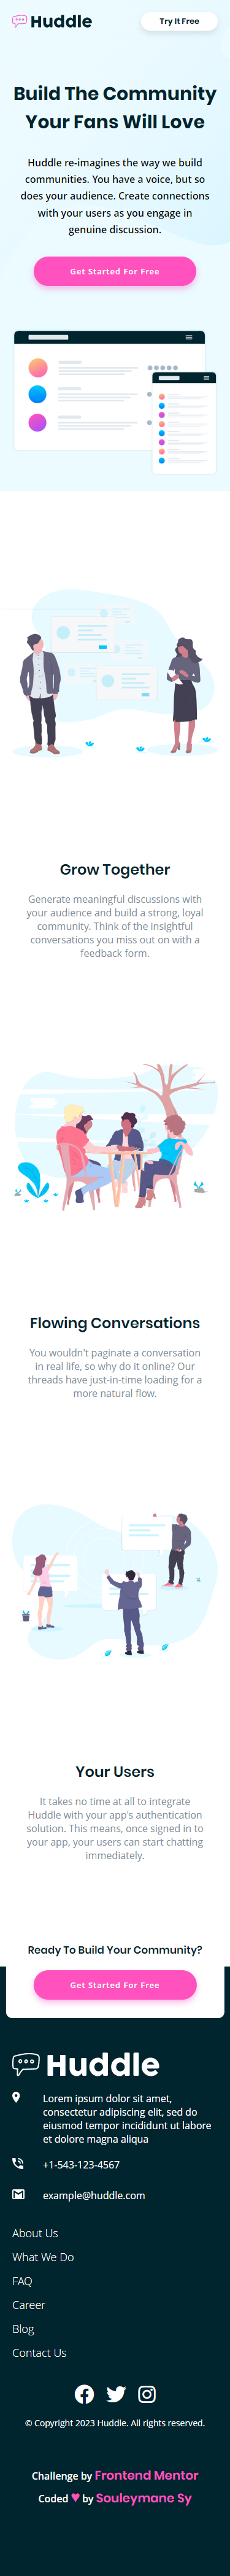 Huddle
Try It Free
Build The Community
Your Fans Will Love
Huddle re-imagines the way we build
communities. You have a voice, but so
does your audience. Create connections
with your users as you engage in
genuine discussion.
Get Started For Free
Grow Together
Generate meaningful discussions with
your audience and build a strong, loyal
community. Think of the insightful
conversations you miss out on with a
feedback form.
Flowing Conversations
You wouldn't paginate a conversation
in real life, so why do it online? Our
threads have just-in-time loading for a
more natural flow.
Your Users
It takes no time at all to integrate
Huddle with your app's authentication
solution. This means, once signed in to
your app, your users can start chatting
immediately.
Ready To Build Your Community?
Get Started For Free
Huddle
Lorem ipsum dolor sit amet,
consectetur adipiscing elit, sed do
eiusmod tempor incididunt ut labore
et dolore magna aliqua
+1-543-123-4567
example@huddle.com
About Us
What We Do
FAQ
Career
Blog
Contact Us
© Copyright 2023 Huddle. All rights reserved.
Challenge by Frontend Mentor
Coded ♥ by Souleymane Sy